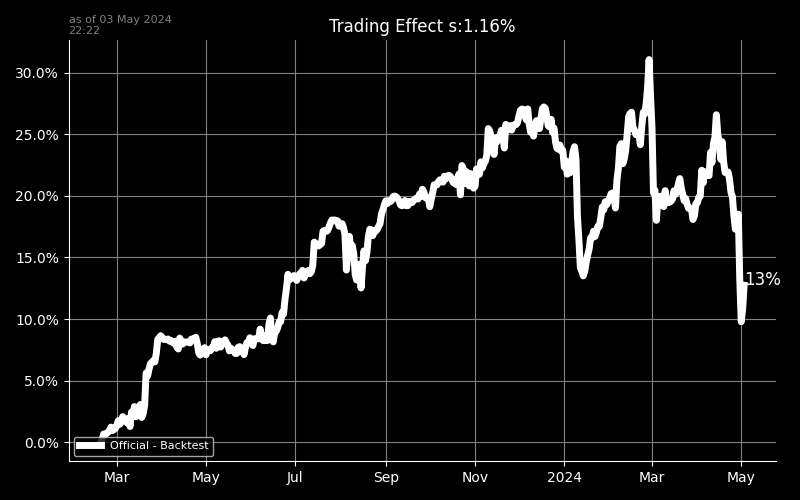 as of 03 May 2024
22:22
Trading Effect s:1.16%
30.0%
25.0%
20.0%
15.0%
10.0%
5.0%
0.0%
13%
Official - Backtest
Mar May Jul Sep Nov 2024 Mar May